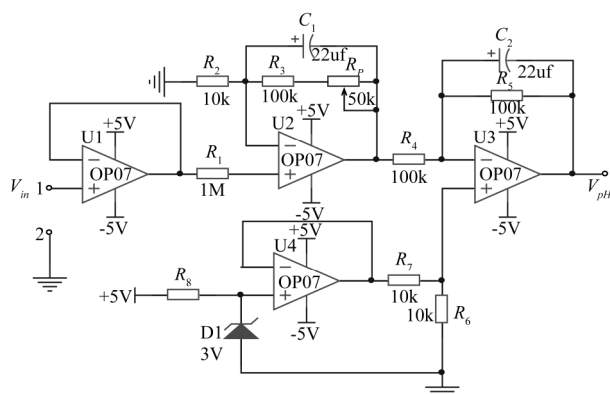 C1
+
22uf
C2
+
22uf
R2
10k
R3
100k
RP
50k
R5
100k
U1
+5V
U2
+5V
U3
+5V
−
OP07
+
−
OP07
+
−
OP07
+
Vin
1
R1
1M
R4
100k
VpH
-5V
-5V
-5V
2
U4
+5V
−
OP07
+
R7
10k
+5V
R8
-5V
10k
R6
D1
3V